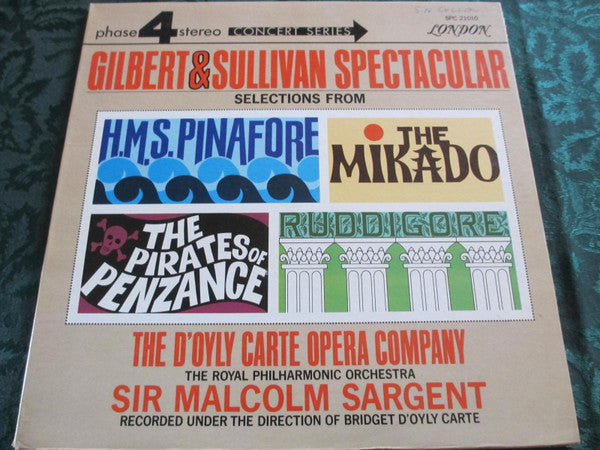 phase 4 stereo CONCERT SERIES
SPC 21010
LONDON
GILBERT & SULLIVAN SPECTACULAR
SELECTIONS FROM
H.M.S. PINAFORE
THE
MIKADO
THE
PIRATES OF
PENZANCE
RUDDIGORE
THE D'OYLY CARTE OPERA COMPANY
THE ROYAL PHILHARMONIC ORCHESTRA
SIR MALCOLM SARGENT
RECORDED UNDER THE DIRECTION OF BRIDGET D'OYLY CARTE